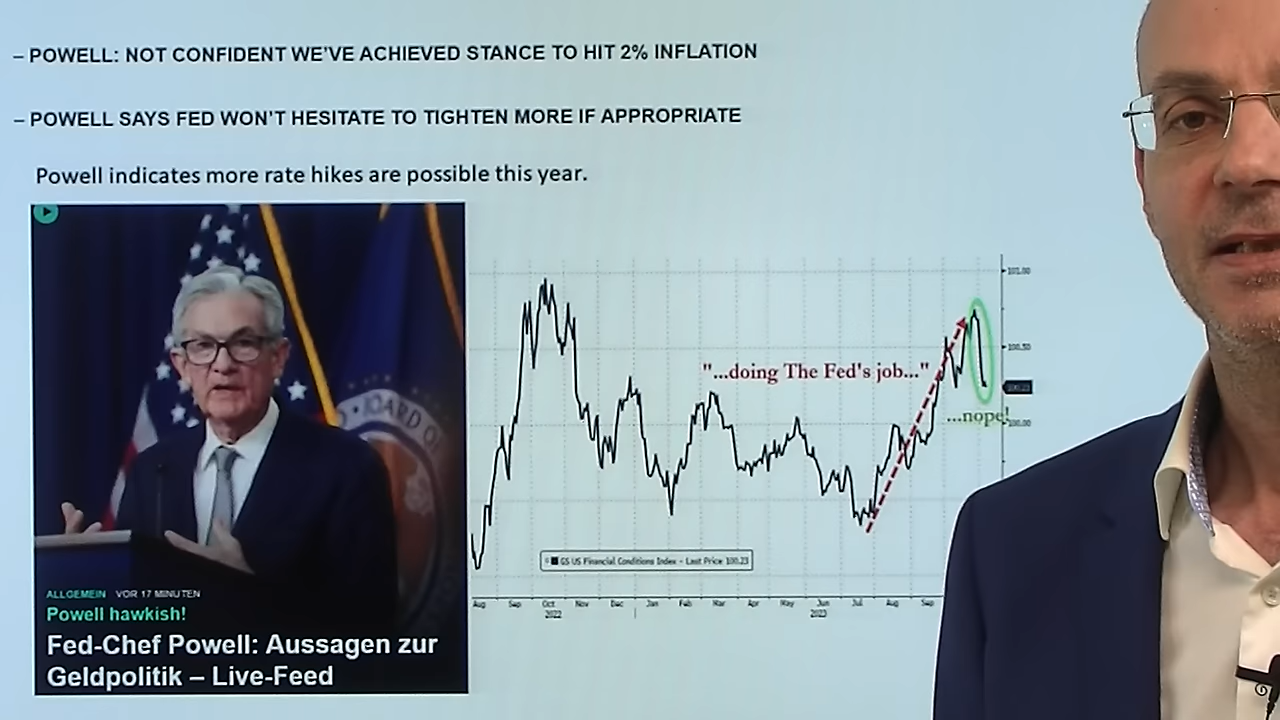 – POWELL: NOT CONFIDENT WE'VE ACHIEVED STANCE TO HIT 2% INFLATION
– POWELL SAYS FED WON'T HESITATE TO TIGHTEN MORE IF APPROPRIATE
Powell indicates more rate hikes are possible this year.
ALLGEMEIN VOR 17 MINUTEN
Powell hawkish!
Fed-Chef Powell: Aussagen zur
Geldpolitik – Live-Feed
BOARD O
101.00
100.50
"...doing The Fed's job..."
100.23
...nope!
100.00
GS US Financial Conditions Index - Last Price 100.23
Aug Sep Oct Nov Dec Jan Feb Mar Apr May Jun Jul Aug Sep
2022 2023